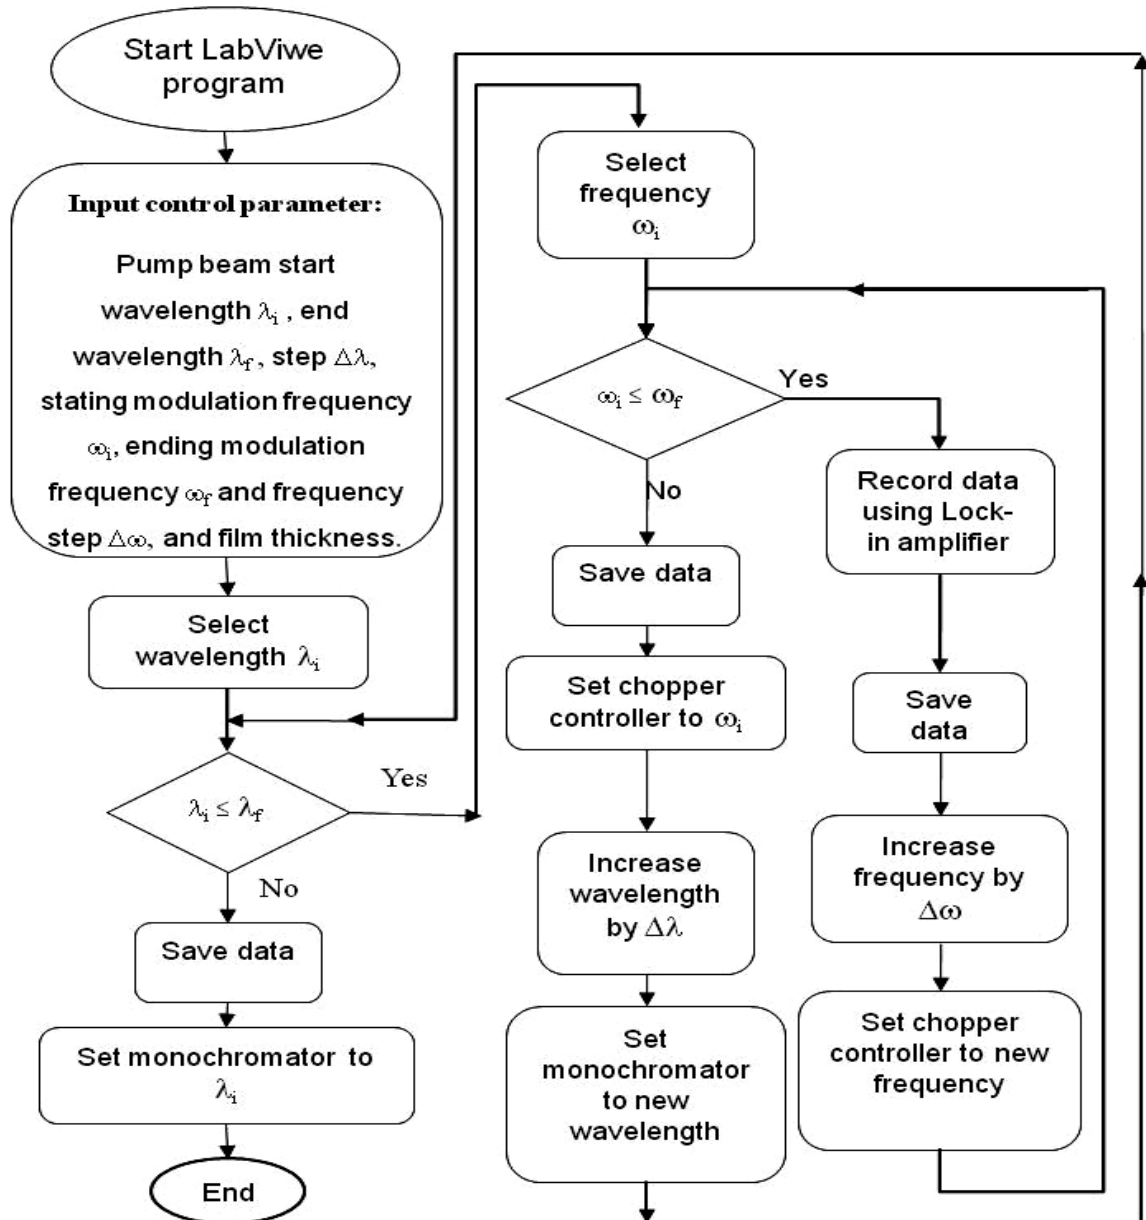 Start LabViwe
program
Input control parameter:
Pump beam start
wavelength λi , end
wavelength λf , step Δλ,
stating modulation frequency
ωi, ending modulation
frequency ωf and frequency
step Δω, and film thickness.
Select
wavelength λi
λi ≤ λf
Yes
No
Save data
Set monochromator to
λi
End
Select
frequency
ωi
ωi ≤ ωf
Yes
No
Save data
Set chopper
controller to ωi
Increase
wavelength
by Δλ
Set
monochromator
to new
wavelength
Record data
using Lock-
in amplifier
Save
data
Increase
frequency by
Δω
Set chopper
controller to new
frequency